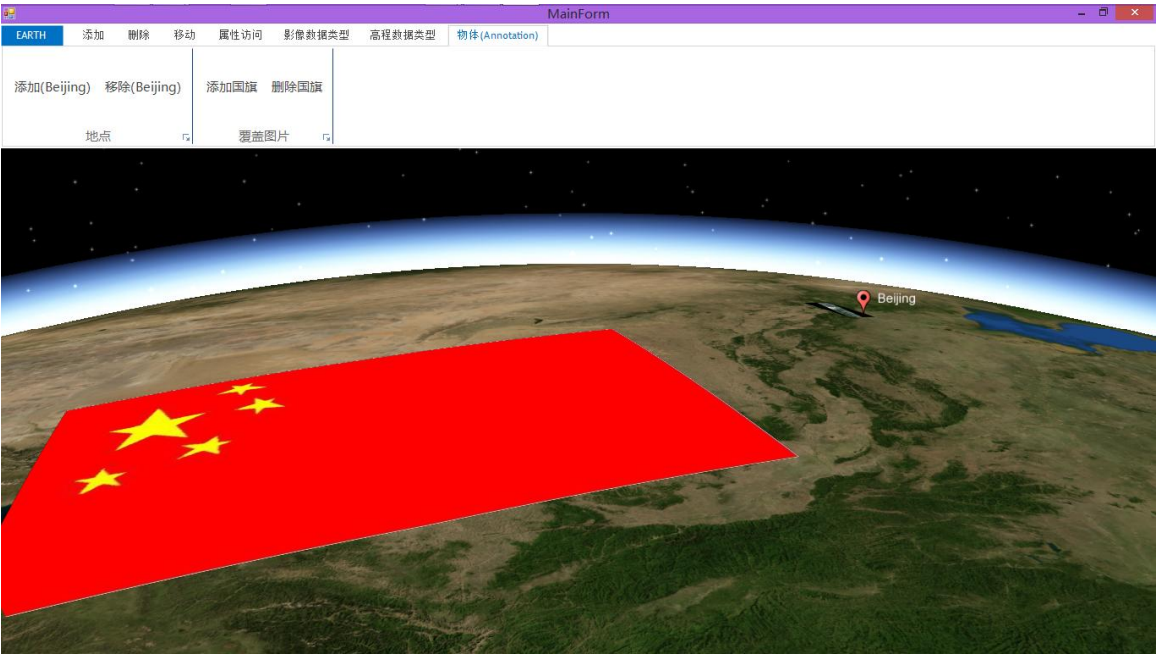 MainForm
EARTH 添加 删除 移动 属性访问 影像数据类型 高程数据类型 物体(Annotation)
添加(Beijing) 移除(Beijing) 添加国旗 删除国旗
地点 覆盖图片
Beijing